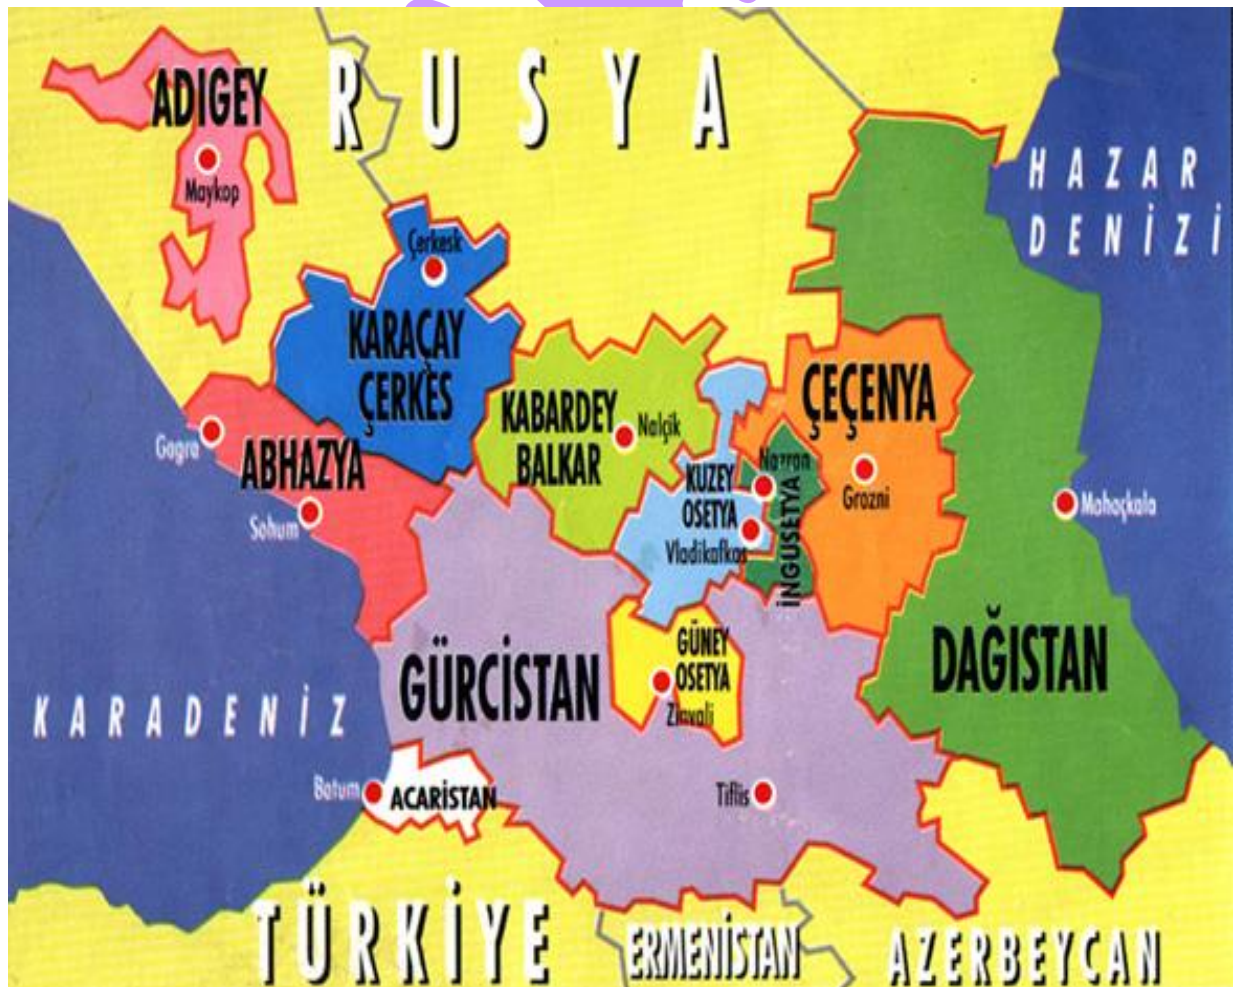 RUSYA
ADIGEY
Maykop
HAZAR
DENİZİ
Çerkesk
KARAÇAY
ÇERKES
KABARDEY
BALKAR
Nalçik
ÇEÇENYA
Grozni
Gagra
ABHAZYA
Sohum
KUZEY
OSETYA
Vladikafkas
Nazran
İNGUSETYA
Mahaçkala
DAĞISTAN
GÜRCİSTAN
GÜNEY
OSETYA
Zinvali
KARADENİZ
Batum
ACARİSTAN
Tiflis
TÜRKİYE
ERMENİSTAN
AZERBEYCAN